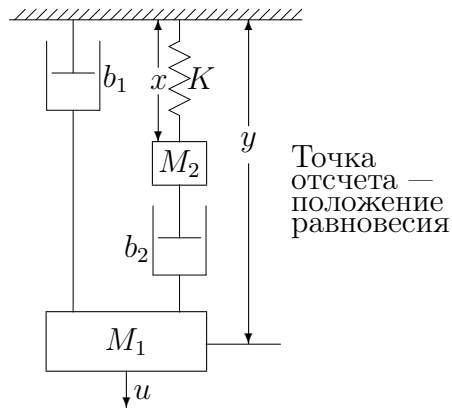 b₁
x
K
y
M₂
Точка
отсчета —
положение
равновесия
b₂
M₁
u